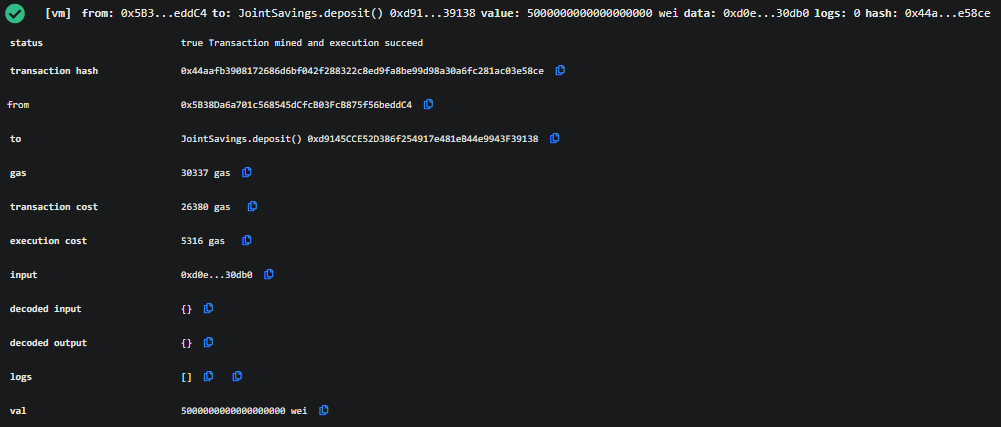 [vm] from: 0x5B3...eddC4 to: JointSavings.deposit() 0xd91...39138 value: 5000000000000000000 wei data: 0xd0e...30db0 logs: 0 hash: 0x44a...e58ce
status true Transaction mined and execution succeed
transaction hash 0x44aafb3908172686d6bf042f288322c8ed9fa8be99d98a30a6fc281ac03e58ce
from 0x5B38Da6a701c568545dCfcB03FcB875f56beddC4
to JointSavings.deposit() 0xd9145CCE52D386f254917e481eB44e9943F39138
gas 30337 gas
transaction cost 26380 gas
execution cost 5316 gas
input 0xd0e...30db0
decoded input {}
decoded output {}
logs []
val 5000000000000000000 wei